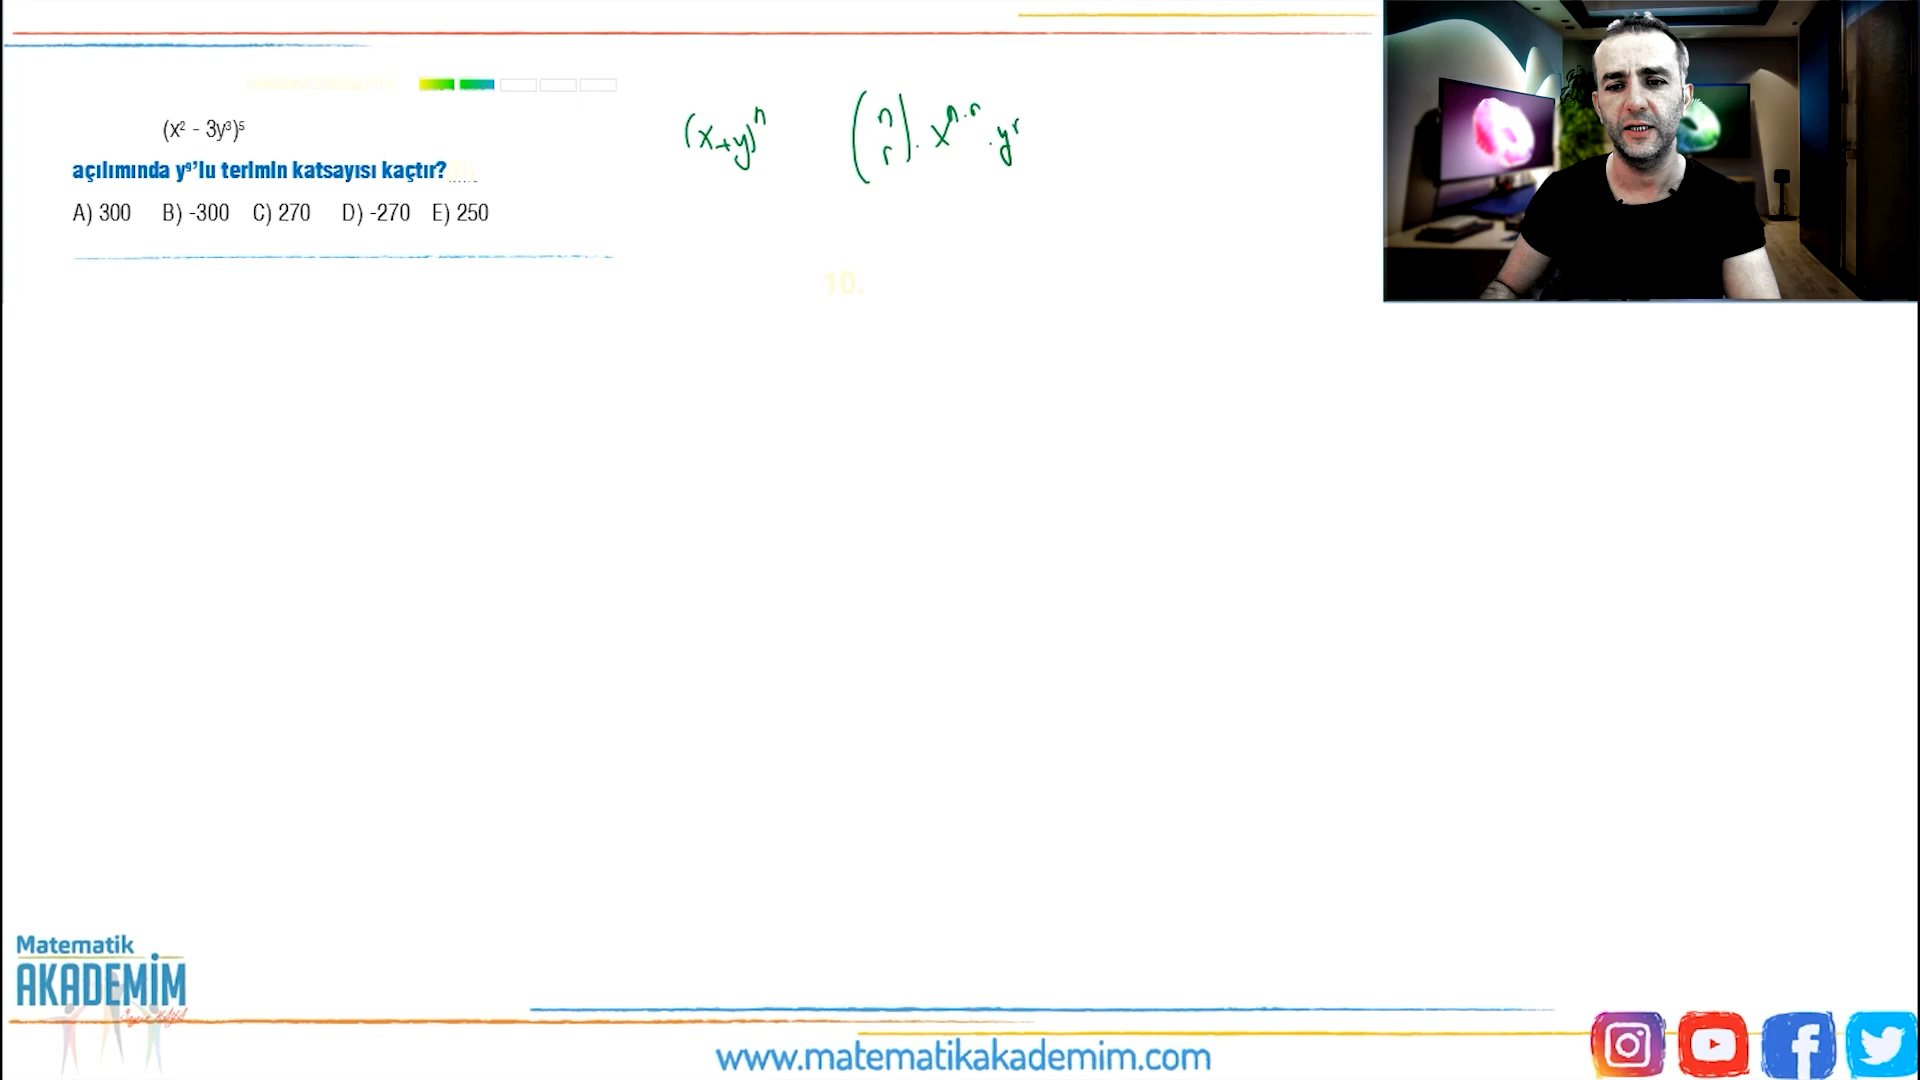 (x² - 3y³)⁵
açılımında y⁹'lu terimin katsayısı kaçtır?
A) 300 B) -300 C) 270 D) -270 E) 250
(x+y)ⁿ (n r) . xⁿ⁻ʳ . yʳ
10.
Matematik
AKADEMİM
www.matematikakademim.com